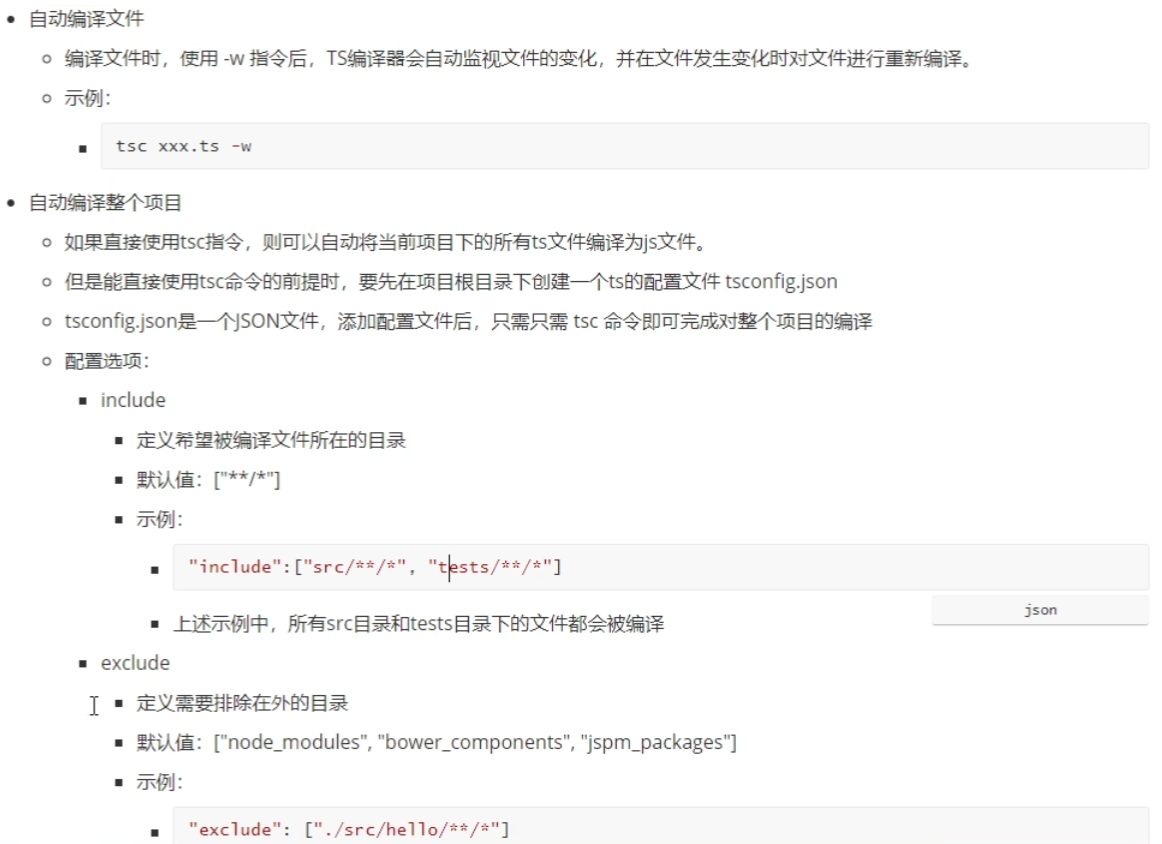 自动编译文件
编译文件时，使用 -w 指令后，TS编译器会自动监视文件的变化，并在文件发生变化时对文件进行重新编译。
示例：
tsc xxx.ts -w
自动编译整个项目
如果直接使用tsc指令，则可以自动将当前项目下的所有ts文件编译为js文件。
但是能直接使用tsc命令的前提时，要先在项目根目录下创建一个ts的配置文件 tsconfig.json
tsconfig.json是一个JSON文件，添加配置文件后，只需只需 tsc 命令即可完成对整个项目的编译
配置选项：
include
定义希望被编译文件所在的目录
默认值：["**/*"]
示例：
"include":["src/**/*", "tests/**/*"]
json
上述示例中，所有src目录和tests目录下的文件都会被编译
exclude
定义需要排除在外的目录
默认值：["node_modules", "bower_components", "jspm_packages"]
示例：
"exclude": ["./src/hello/**/*"]